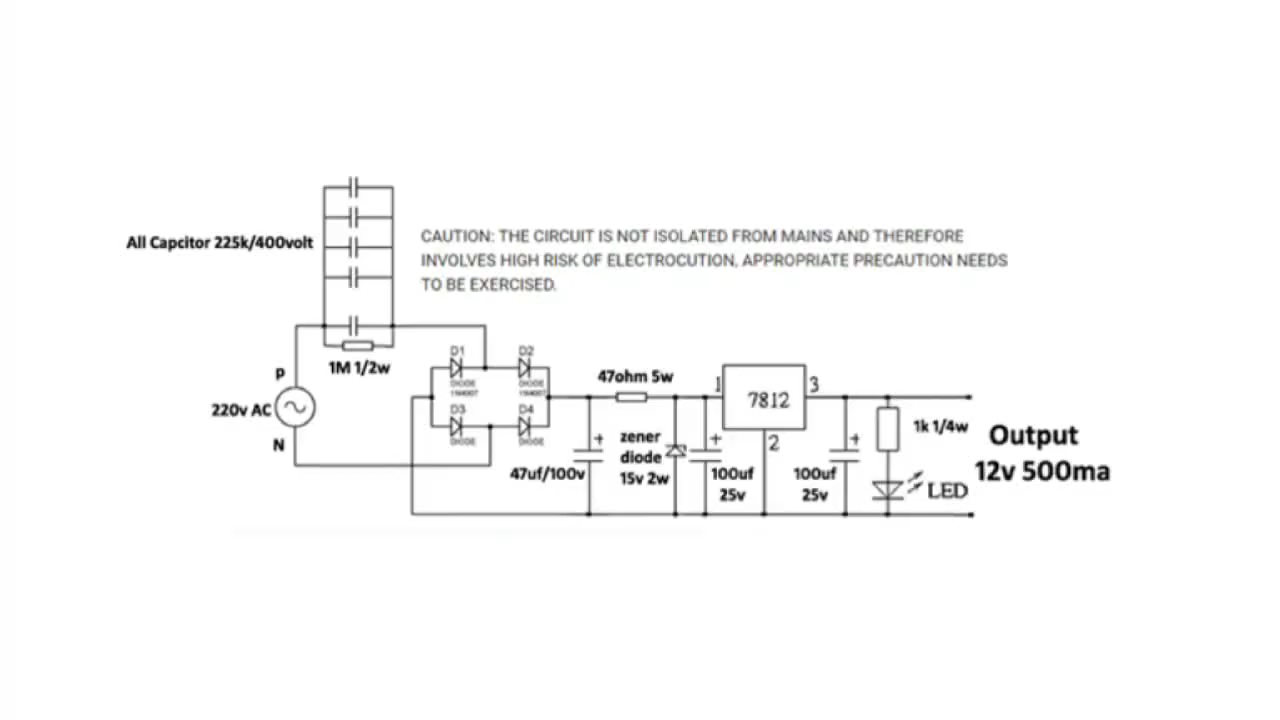 All Capcitor 225k/400volt
CAUTION: THE CIRCUIT IS NOT ISOLATED FROM MAINS AND THEREFORE
INVOLVES HIGH RISK OF ELECTROCUTION, APPROPRIATE PRECAUTION NEEDS
TO BE EXERCISED.
1M 1/2w
P
220v AC
N
D1
DIODE
1N4007
D2
DIODE
1N4007
D3
DIODE
D4
DIODE
47uf/100v
+
47ohm 5w
zener
diode
15v 2w
+
100uf
25v
1
7812
3
2
+
100uf
25v
1k 1/4w
LED
Output
12v 500ma